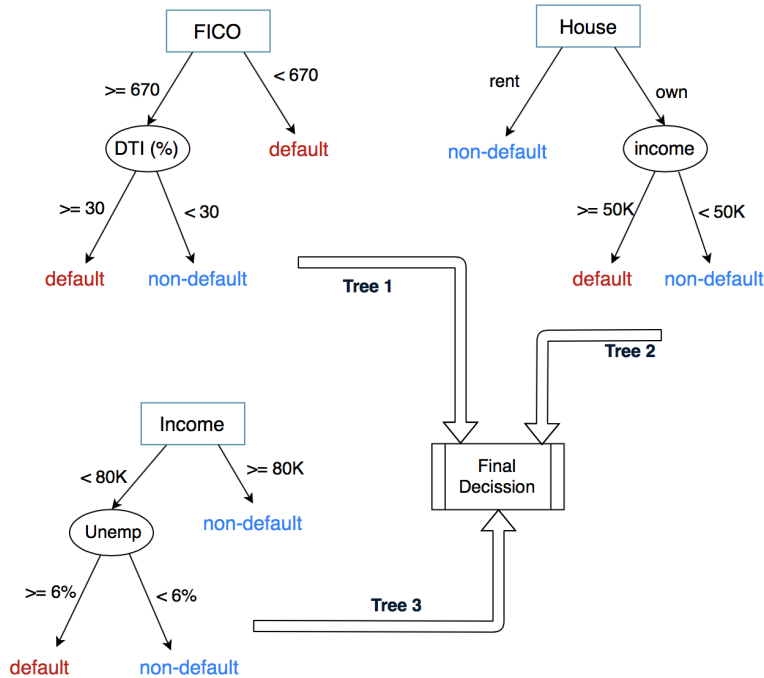 FICO
>= 670
< 670
DTI (%)
default
>= 30
< 30
default
non-default
House
rent
own
non-default
income
>= 50K
< 50K
default
non-default
Tree 1
Tree 2
Income
< 80K
>= 80K
Unemp
non-default
>= 6%
< 6%
default
non-default
Tree 3
Final
Decission